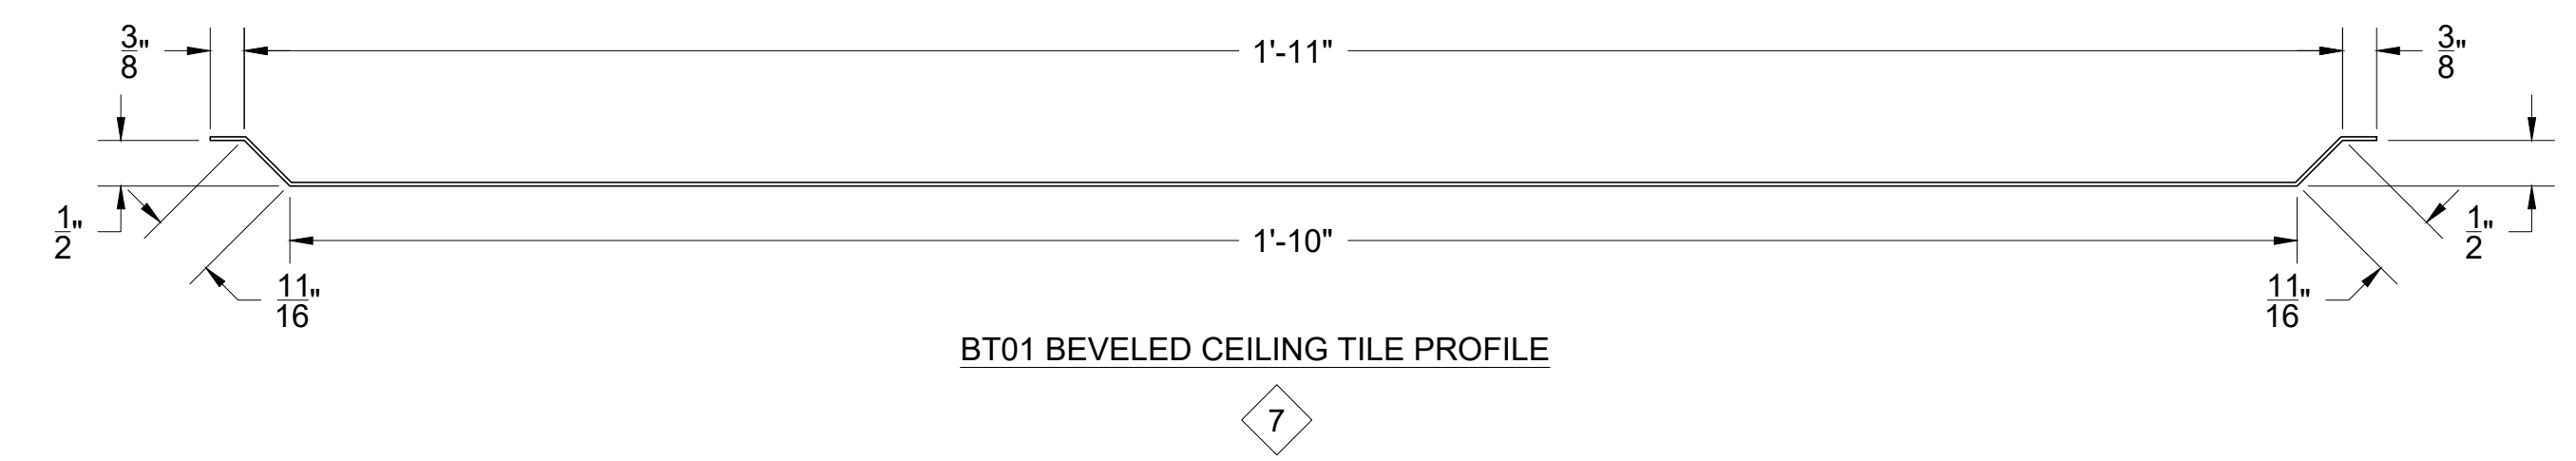 3/8" 1'-11" 3/8"
1/2" 1'-10" 1/2"
11/16" 11/16"
BT01 BEVELED CEILING TILE PROFILE
7